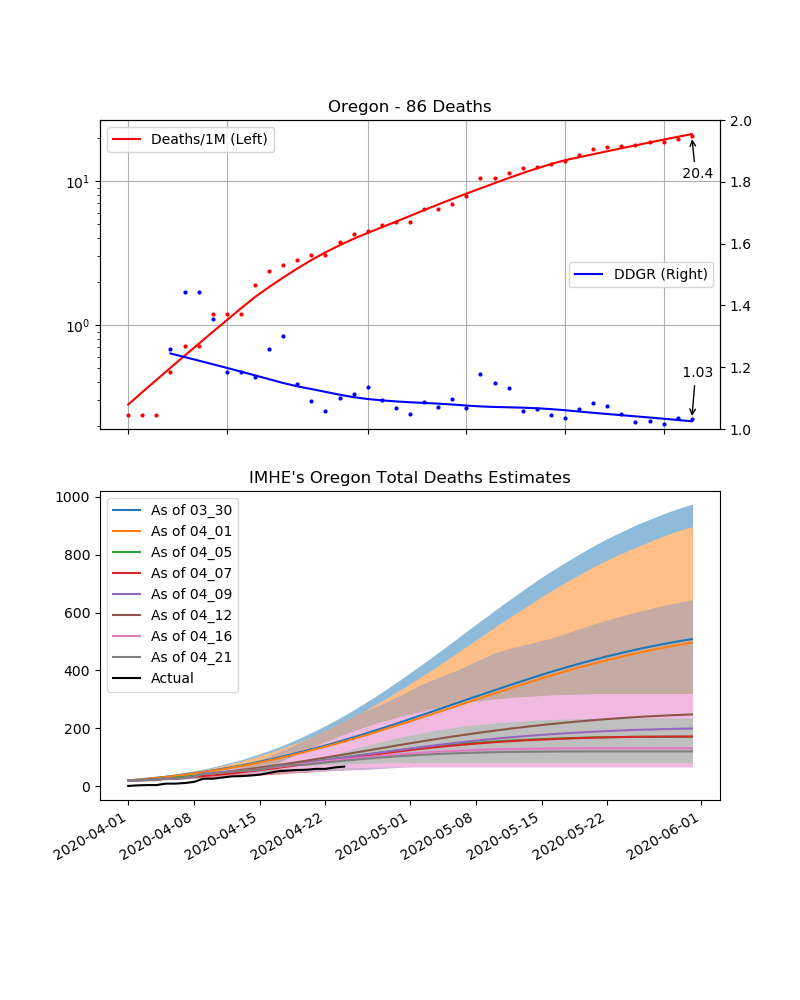 Oregon - 86 Deaths
Deaths/1M (Left)
2.0
1.8
1.6
1.4
1.2
1.0
10¹
10⁰
20.4
DDGR (Right)
1.03
IMHE's Oregon Total Deaths Estimates
1000
800
600
400
200
0
As of 03_30
As of 04_01
As of 04_05
As of 04_07
As of 04_09
As of 04_12
As of 04_16
As of 04_21
Actual
2020-04-01
2020-04-08
2020-04-15
2020-04-22
2020-05-01
2020-05-08
2020-05-15
2020-05-22
2020-06-01